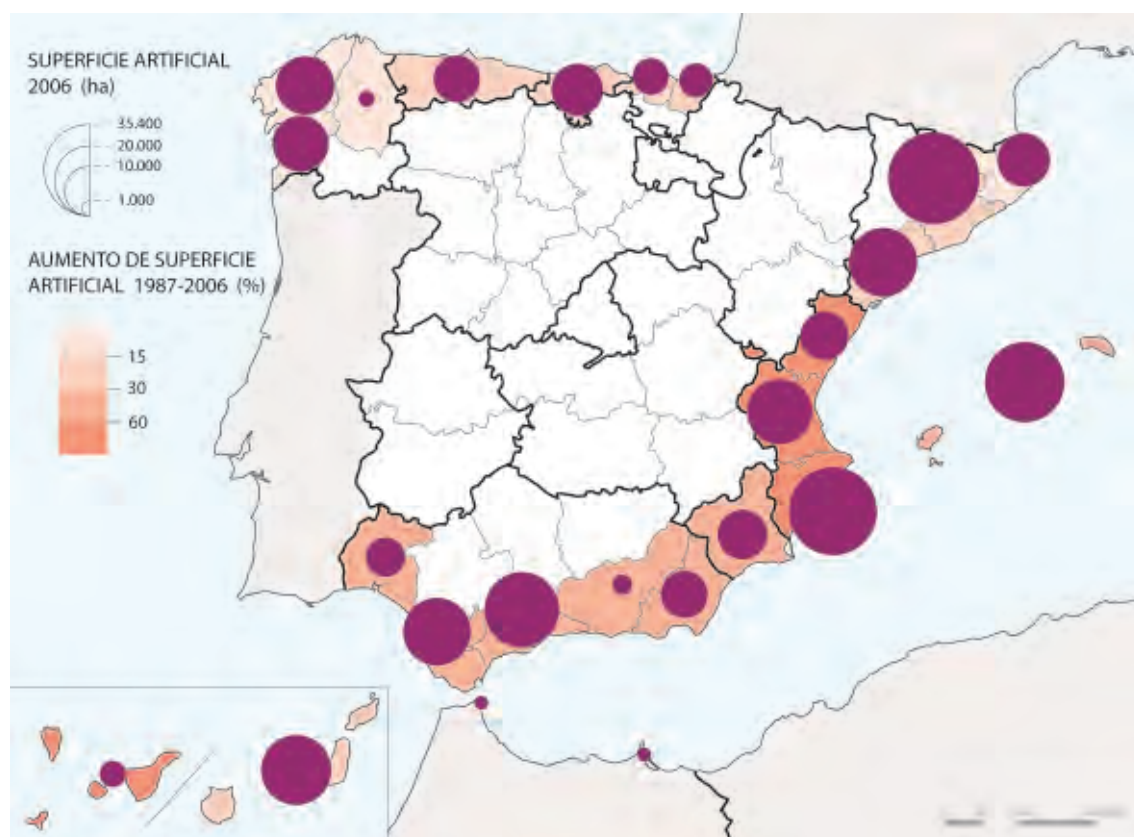 SUPERFICIE ARTIFICIAL
2006 (ha)
35.400
20.000
10.000
1.000
AUMENTO DE SUPERFICIE
ARTIFICIAL 1987-2006 (%)
15
30
60